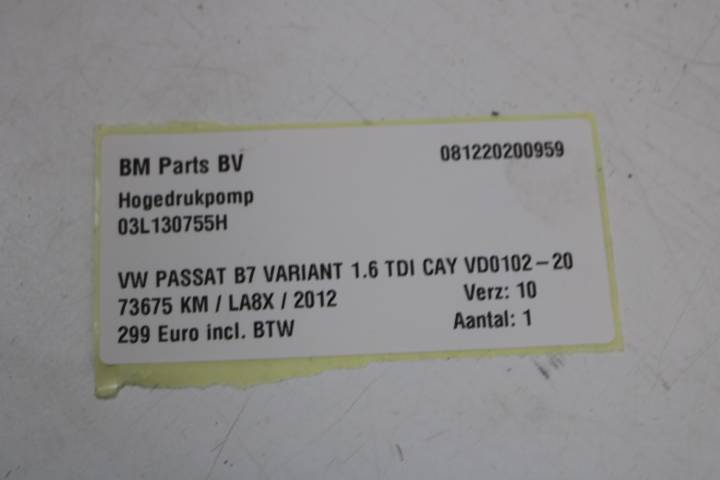 BM Parts BV 081220200959
Hogedrukpomp
03L130755H
VW PASSAT B7 VARIANT 1.6 TDI CAY VD0102-20
73675 KM / LA8X / 2012 Verz: 10
299 Euro incl. BTW Aantal: 1